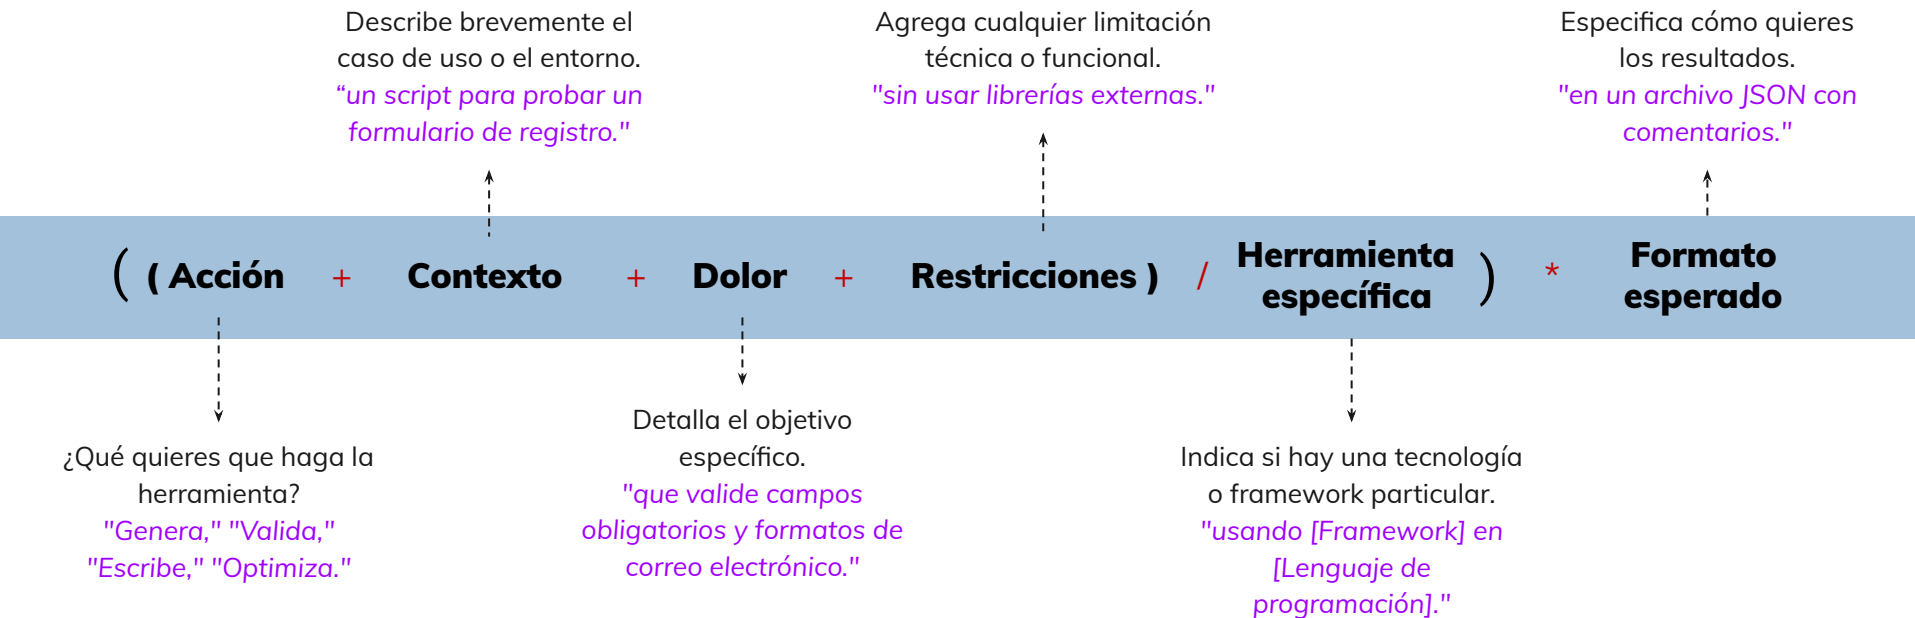 Describe brevemente el
caso de uso o el entorno.
“un script para probar un
formulario de registro."
Agrega cualquier limitación
técnica o funcional.
"sin usar librerías externas."
Especifica cómo quieres
los resultados.
"en un archivo JSON con
comentarios."
( ( Acción + Contexto + Dolor + Restricciones ) / Herramienta
específica ) * Formato
esperado
¿Qué quieres que haga la
herramienta?
"Genera," "Valida,"
"Escribe," "Optimiza."
Detalla el objetivo
específico.
"que valide campos
obligatorios y formatos de
correo electrónico."
Indica si hay una tecnología
o framework particular.
"usando [Framework] en
[Lenguaje de
programación]."